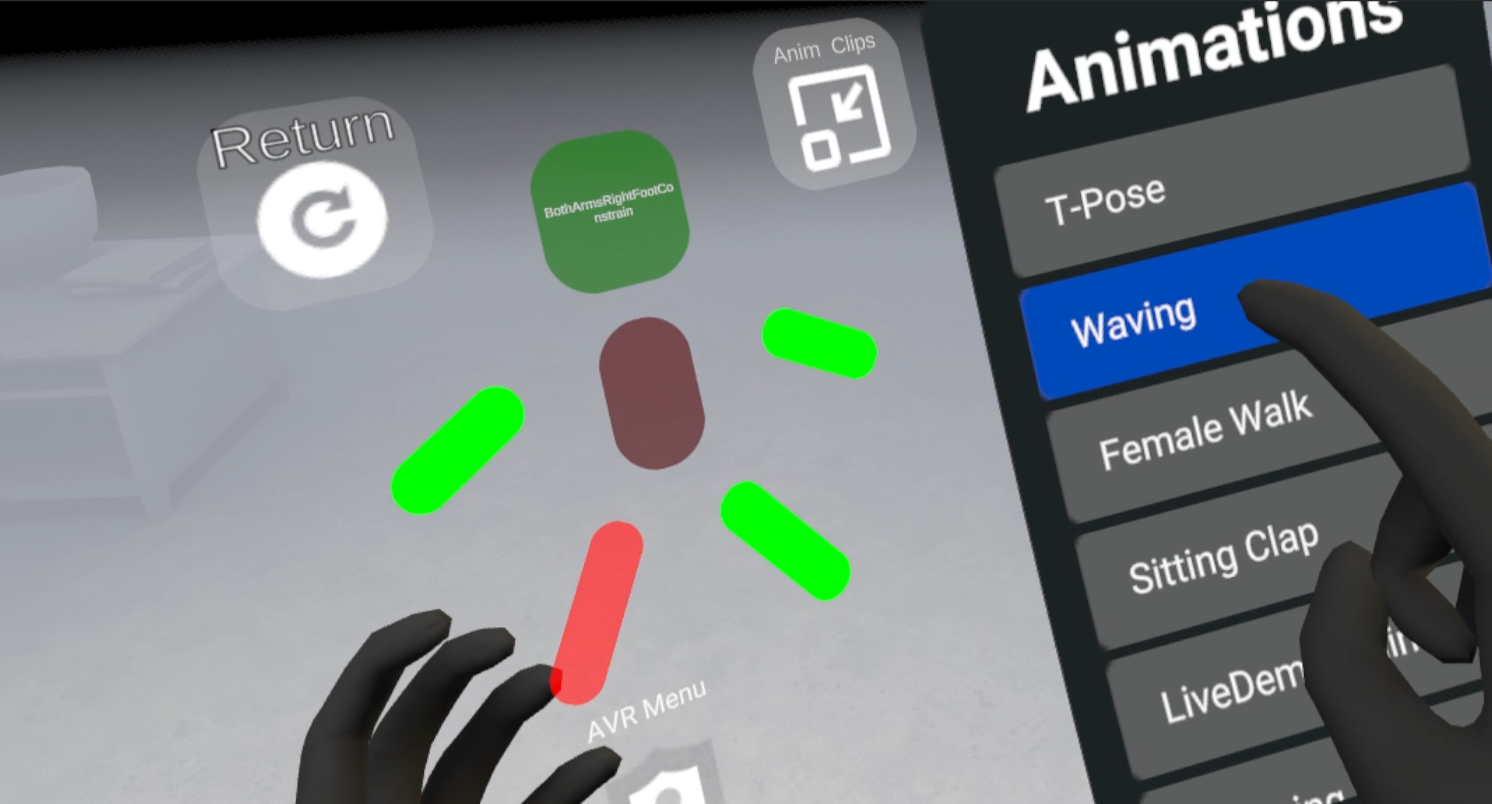 Return
BothArmsRightFootCo
nstrain
Anim Clips
AVR Menu
Animations
T-Pose
Waving
Female Walk
Sitting Clap